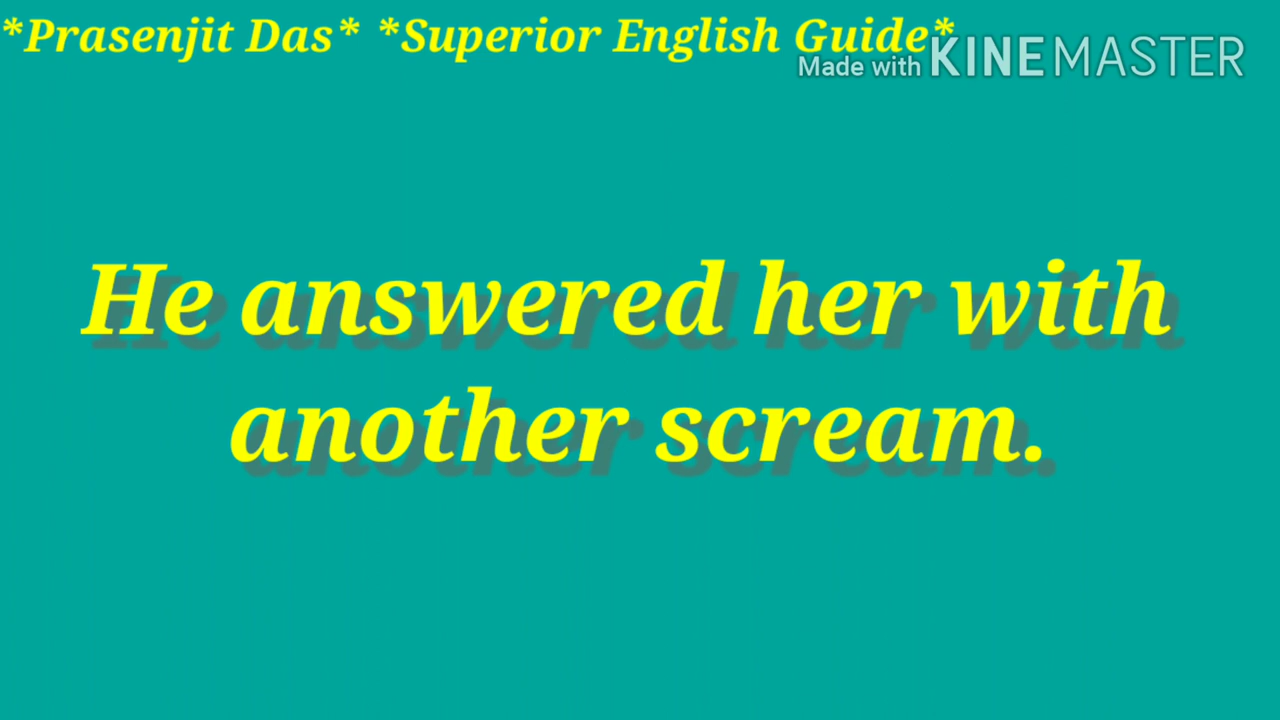 *Prasenjit Das* *Superior English Guide*
Made with KINEMASTER
He answered her with
another scream.